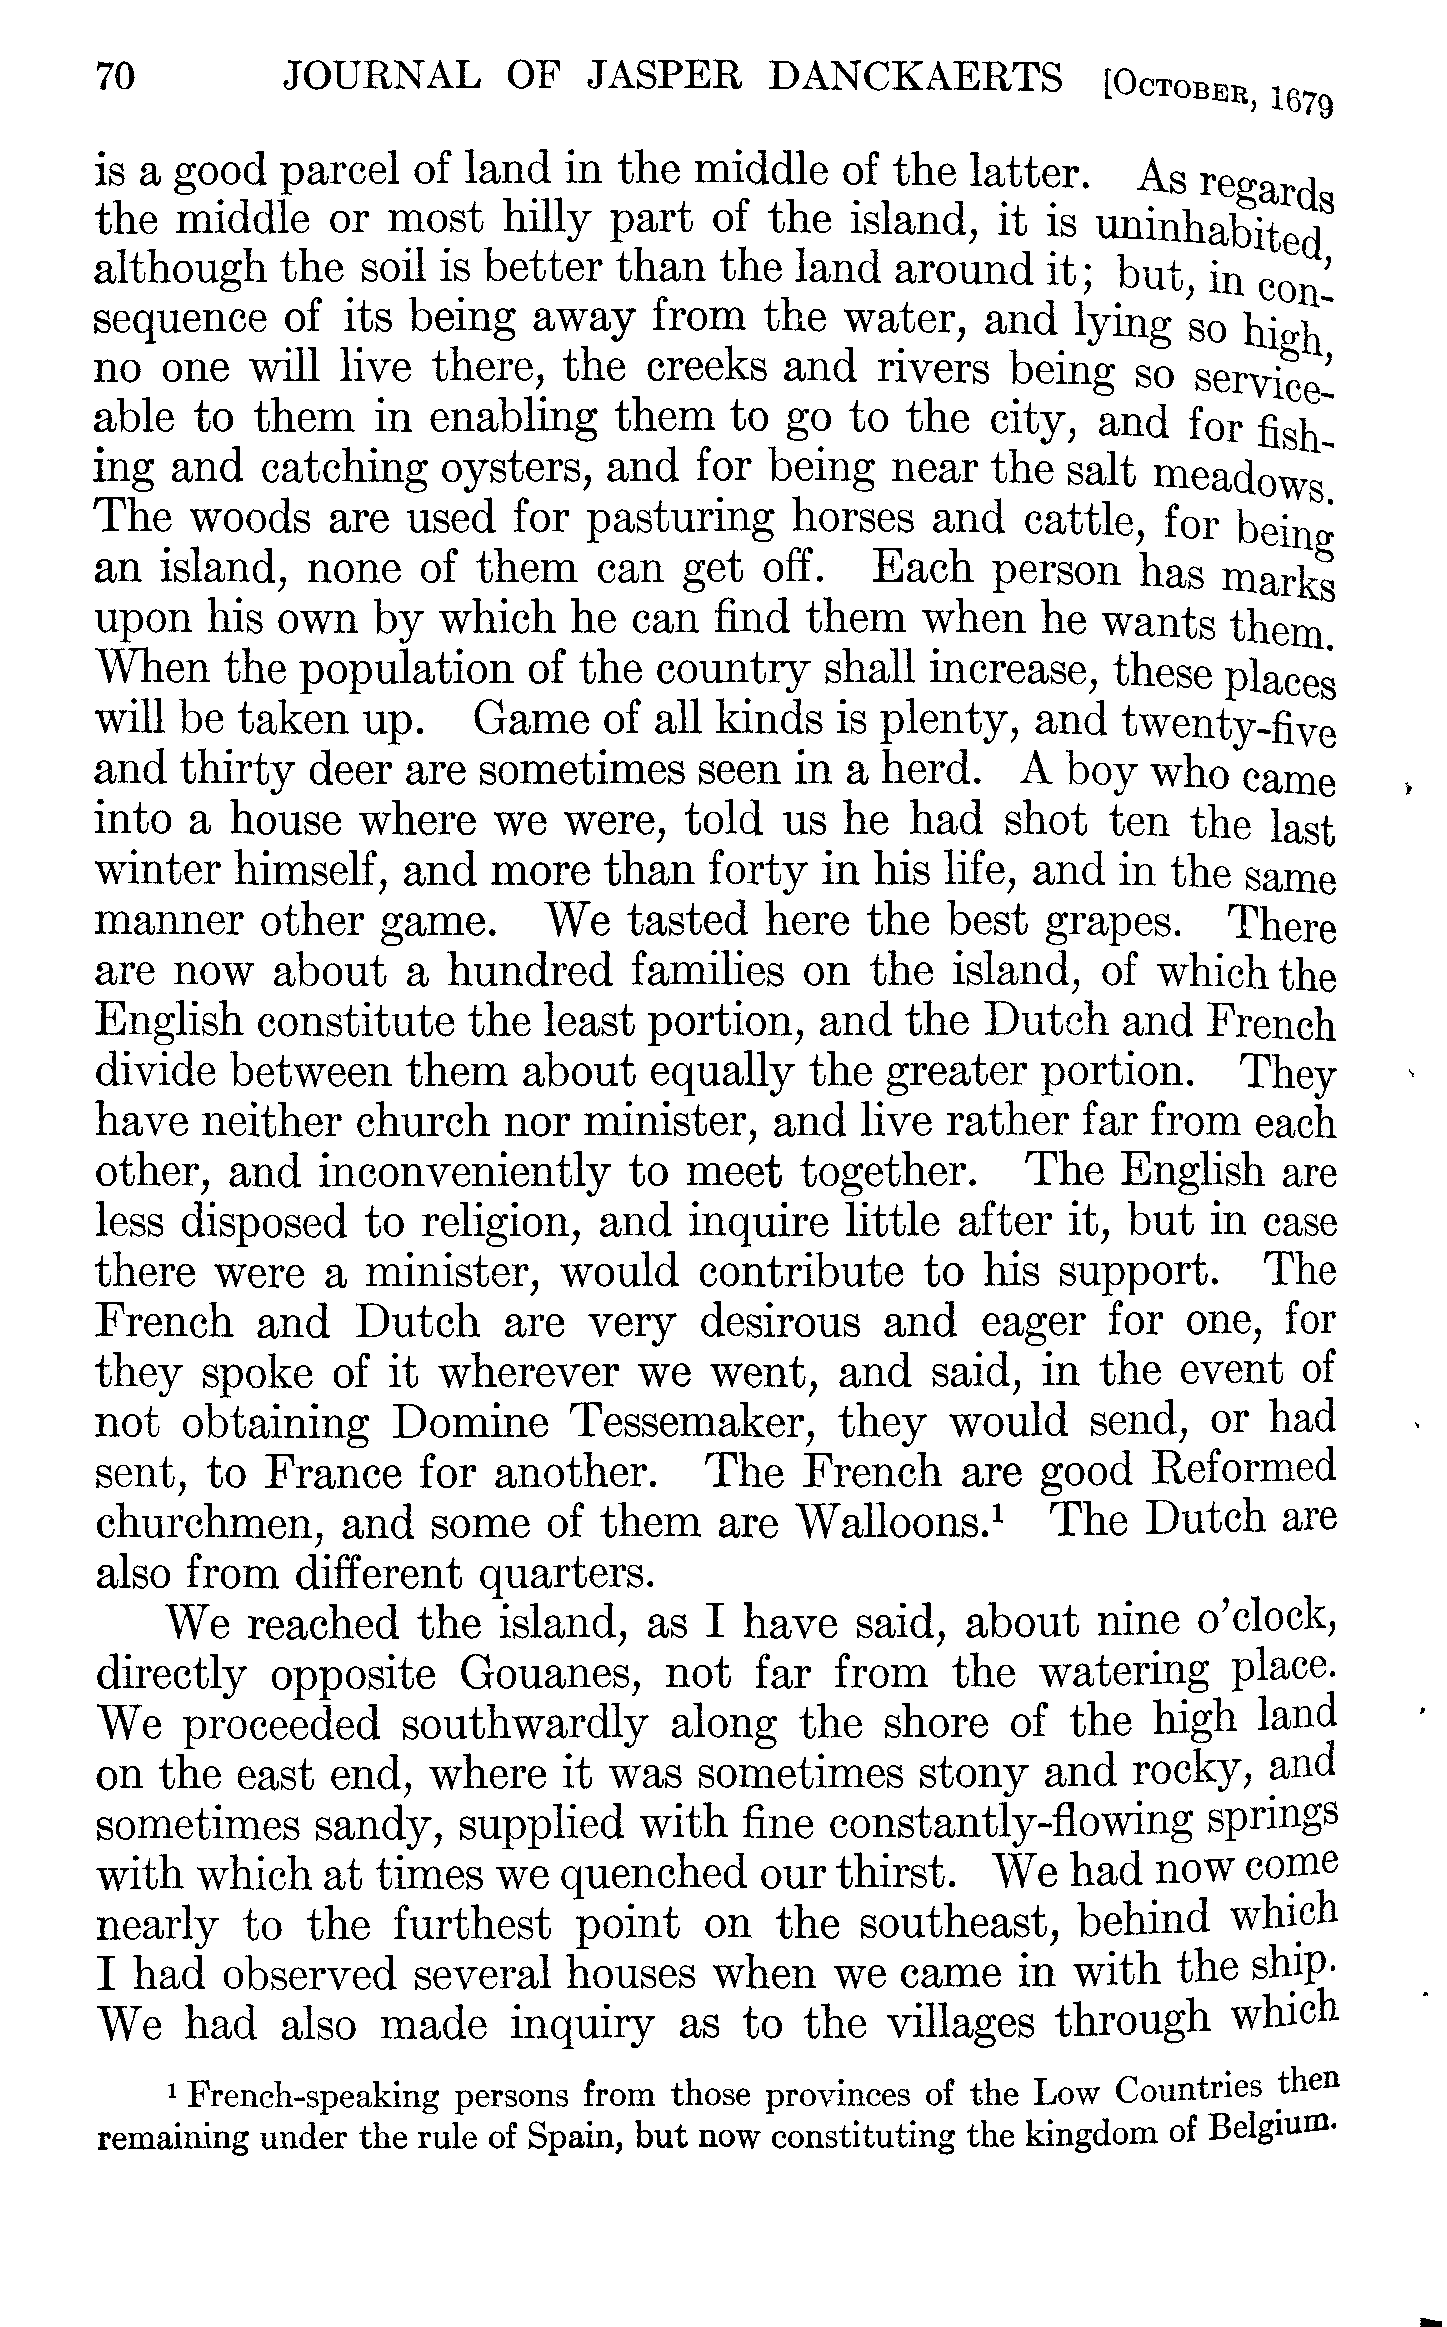 70 JOURNAL OF JASPER DANCKAERTS [OCTOBER, 1679
is a good parcel of land in the middle of the latter. As regards
the middle or most hilly part of the island, it is uninhabited,
although the soil is better than the land around it; but, in con-
sequence of its being away from the water, and lying so high,
no one will live there, the creeks and rivers being so service-
able to them in enabling them to go to the city, and for fish-
ing and catching oysters, and for being near the salt meadows.
The woods are used for pasturing horses and cattle, for being
an island, none of them can get off. Each person has marks
upon his own by which he can find them when he wants them.
When the population of the country shall increase, these places
will be taken up. Game of all kinds is plenty, and twenty-five
and thirty deer are sometimes seen in a herd. A boy who came
into a house where we were, told us he had shot ten the last
winter himself, and more than forty in his life, and in the same
manner other game. We tasted here the best grapes. There
are now about a hundred families on the island, of which the
English constitute the least portion, and the Dutch and French
divide between them about equally the greater portion. They
have neither church nor minister, and live rather far from each
other, and inconveniently to meet together. The English are
less disposed to religion, and inquire little after it, but in case
there were a minister, would contribute to his support. The
French and Dutch are very desirous and eager for one, for
they spoke of it wherever we went, and said, in the event of
not obtaining Domine Tessemaker, they would send, or had
sent, to France for another. The French are good Reformed
churchmen, and some of them are Walloons.¹ The Dutch are
also from different quarters.
We reached the island, as I have said, about nine o'clock,
directly opposite Gouanes, not far from the watering place.
We proceeded southwardly along the shore of the high land
on the east end, where it was sometimes stony and rocky, and
sometimes sandy, supplied with fine constantly-flowing springs
with which at times we quenched our thirst. We had now come
nearly to the furthest point on the southeast, behind which
I had observed several houses when we came in with the ship.
We had also made inquiry as to the villages through which
¹ French-speaking persons from those provinces of the Low Countries then
remaining under the rule of Spain, but now constituting the kingdom of Belgium.